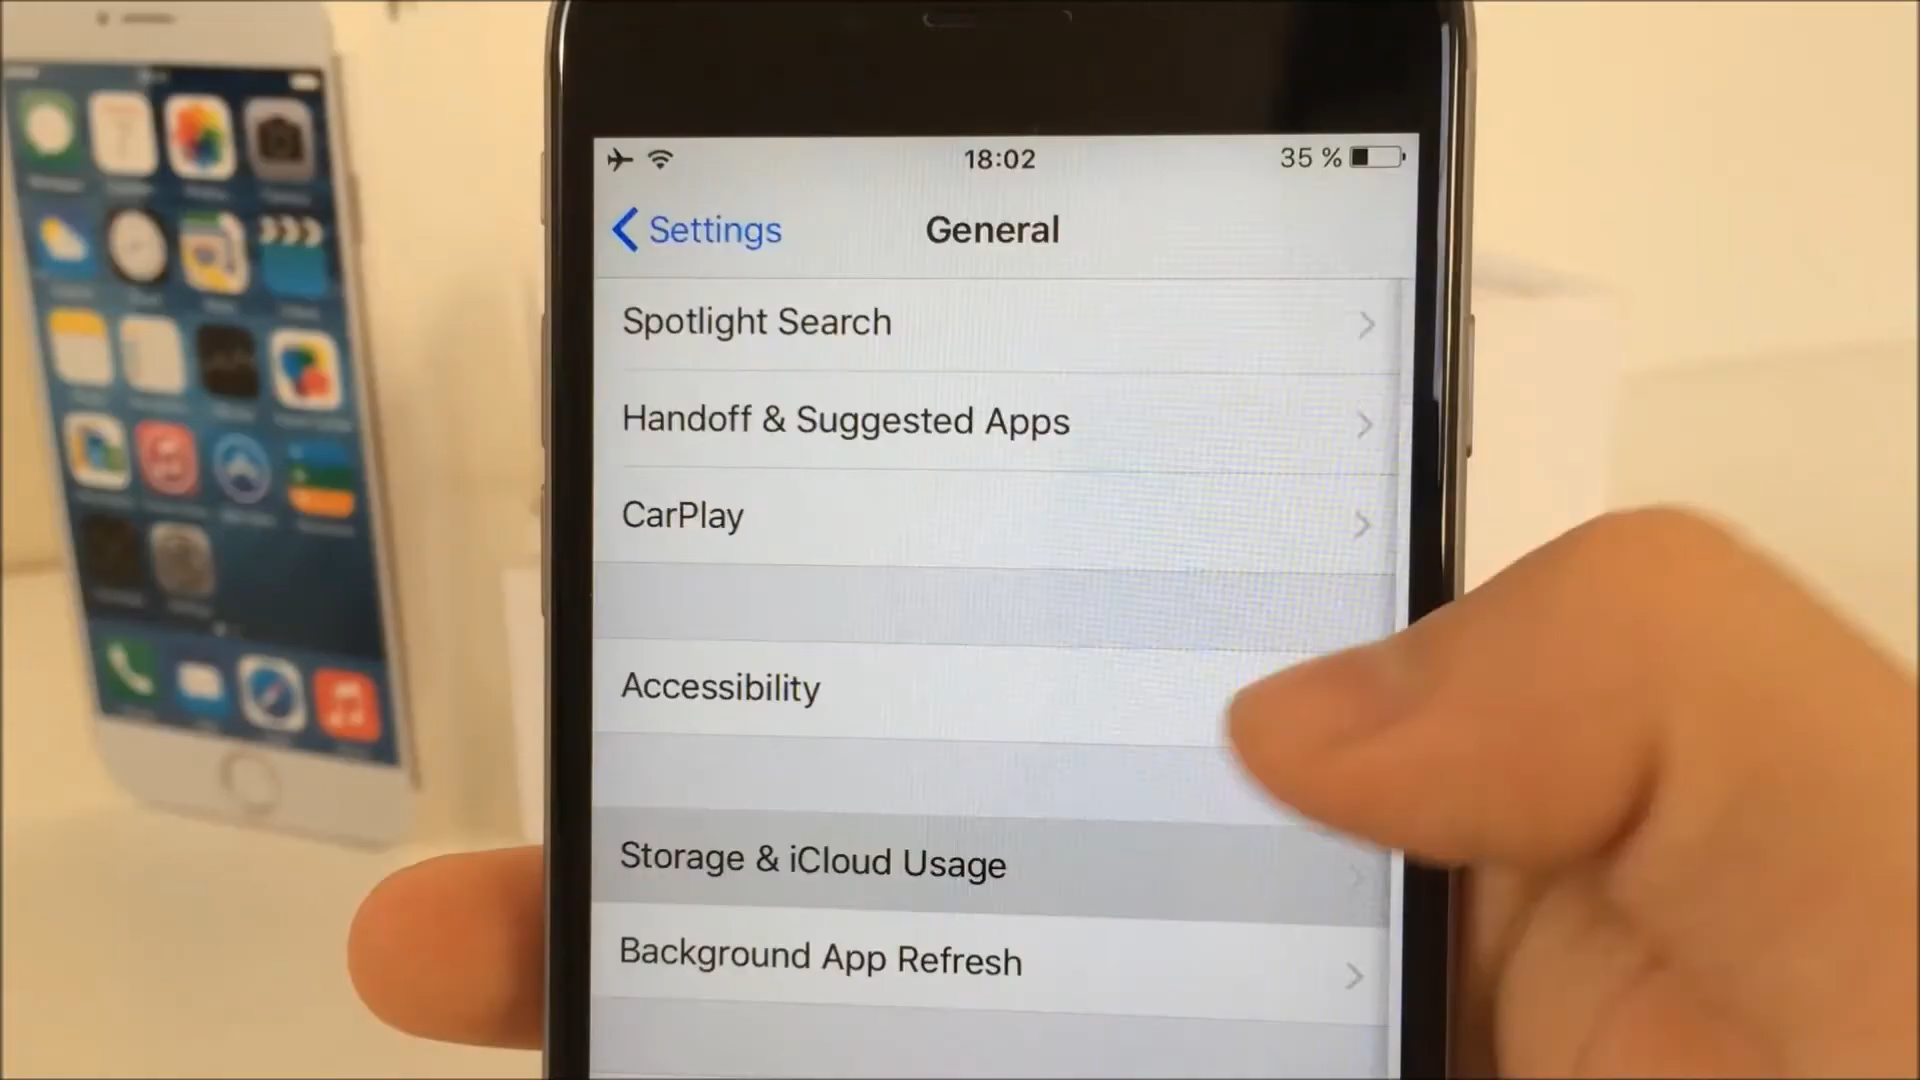 18:02
35 %
Settings
General
Spotlight Search
Handoff & Suggested Apps
CarPlay
Accessibility
Storage & iCloud Usage
Background App Refresh